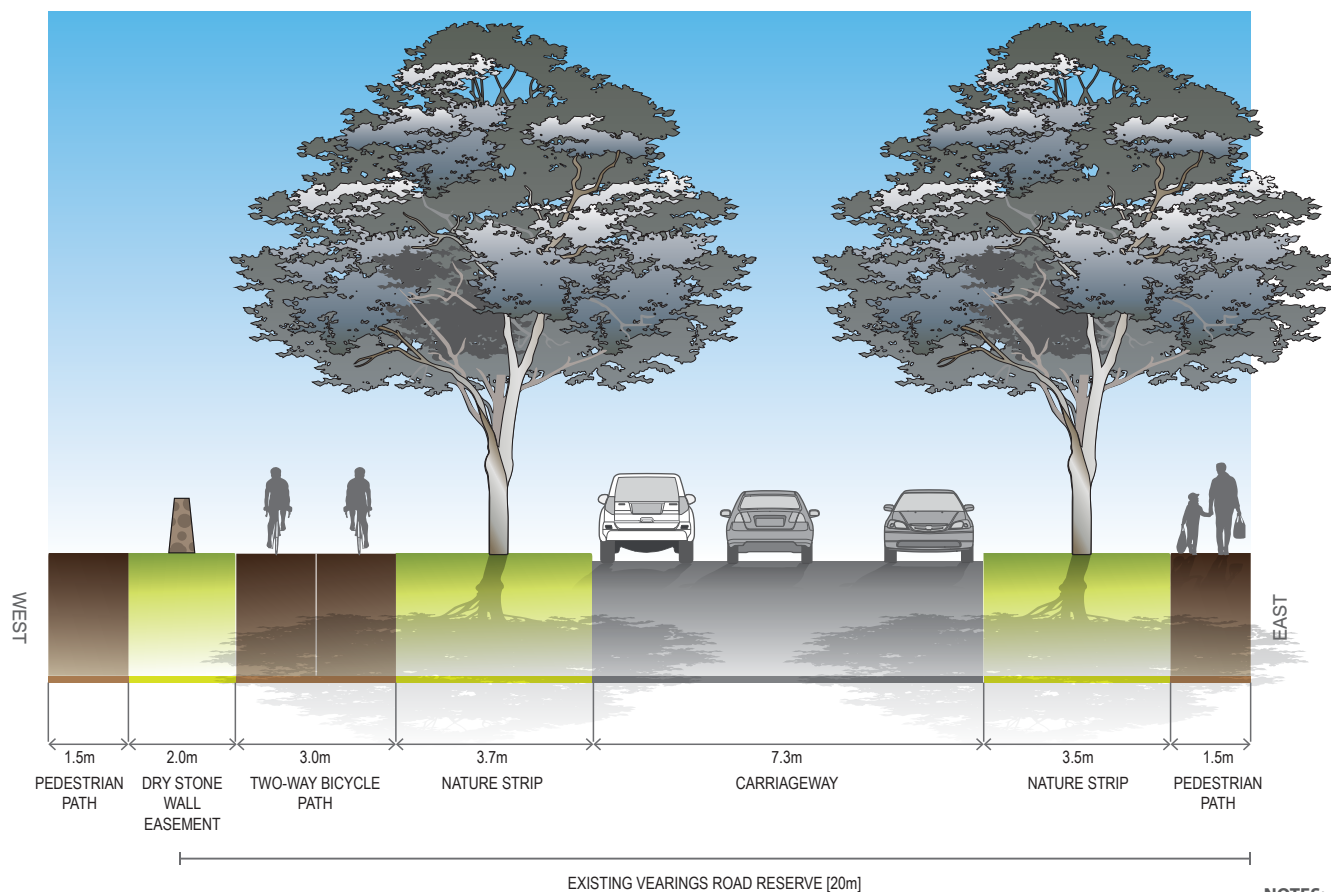 WEST
EAST
1.5m
PEDESTRIAN
PATH
2.0m
DRY STONE
WALL
EASEMENT
3.0m
TWO-WAY BICYCLE
PATH
3.7m
NATURE STRIP
7.3m
CARRIAGEWAY
3.5m
NATURE STRIP
1.5m
PEDESTRIAN
PATH
EXISTING VEARINGS ROAD RESERVE [20m]
NOTES: